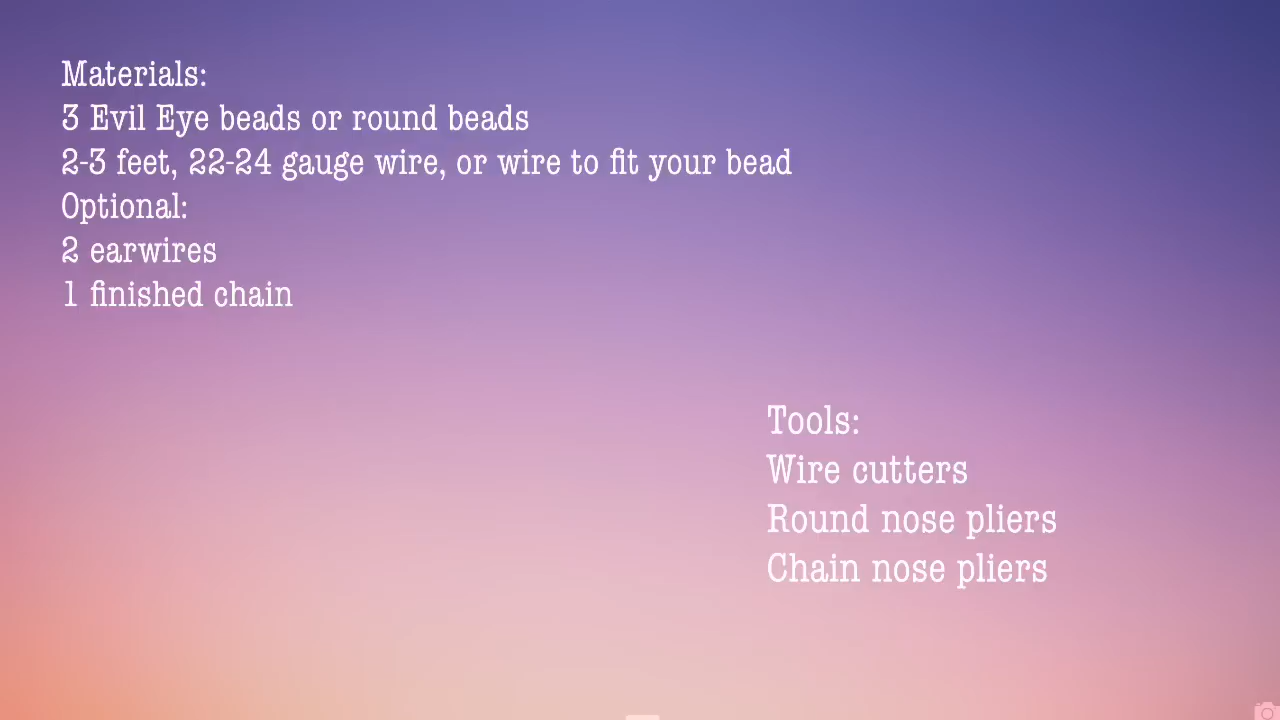 Materials:
3 Evil Eye beads or round beads
2-3 feet, 22-24 gauge wire, or wire to fit your bead
Optional:
2 earwires
1 finished chain
Tools:
Wire cutters
Round nose pliers
Chain nose pliers